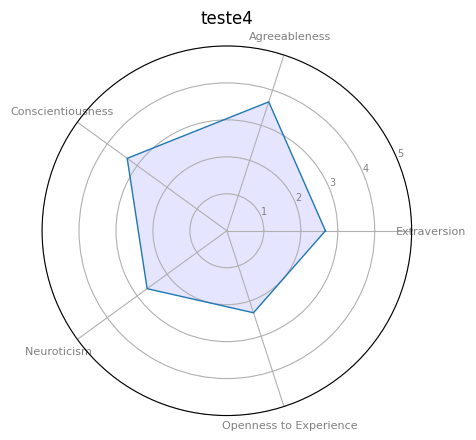 teste4
Agreeableness
Conscientiousness
5
4
3
2
1
Extraversion
Neuroticism
Openness to Experience